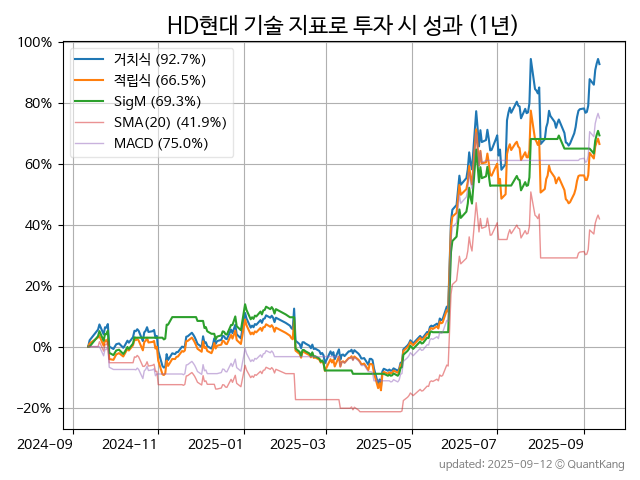 HD현대 기술 지표로 투자 시 성과 (1년)
100%
80%
60%
40%
20%
0%
−20%
거치식 (92.7%)
적립식 (66.5%)
SigM (69.3%)
SMA(20) (41.9%)
MACD (75.0%)
2024-09 2024-11 2025-01 2025-03 2025-05 2025-07 2025-09
updated: 2025-09-12 © QuantKang